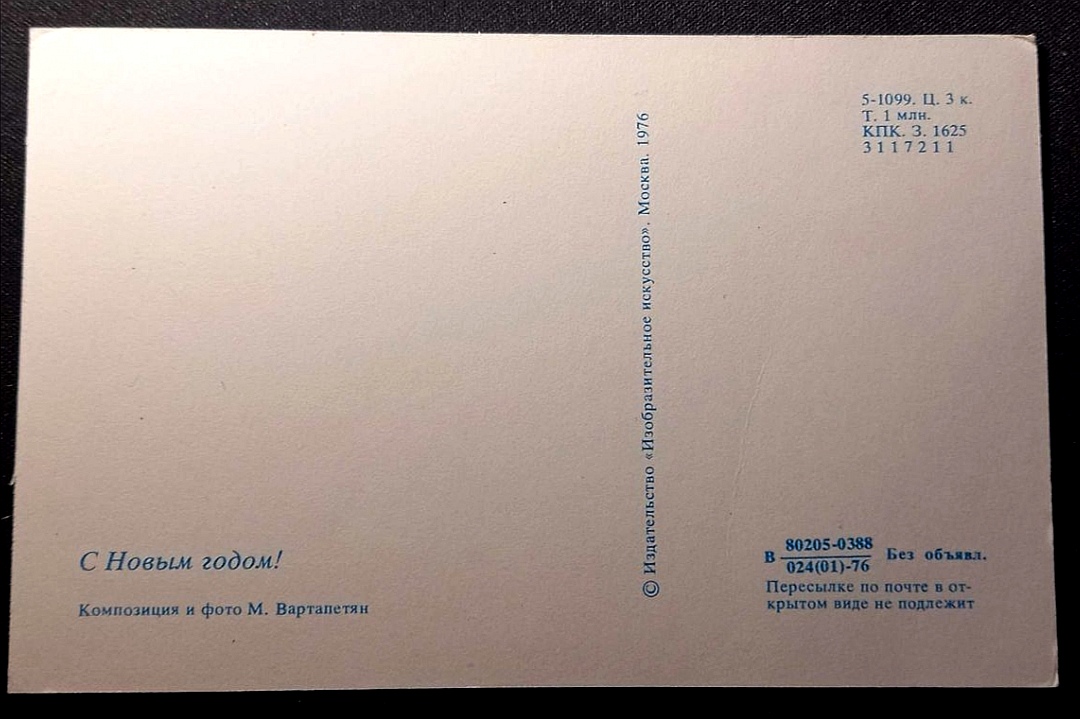 5-1099. Ц. 3 к.
Т. 1 млн.
КПК. З. 1625
3117211
© Издательство «Изобразительное искусство». Москва. 1976
С Новым годом!
Композиция и фото М. Вартапетян
В 80205-0388 Без объявл.
024(01)-76
Пересылке по почте в от-
крытом виде не подлежит